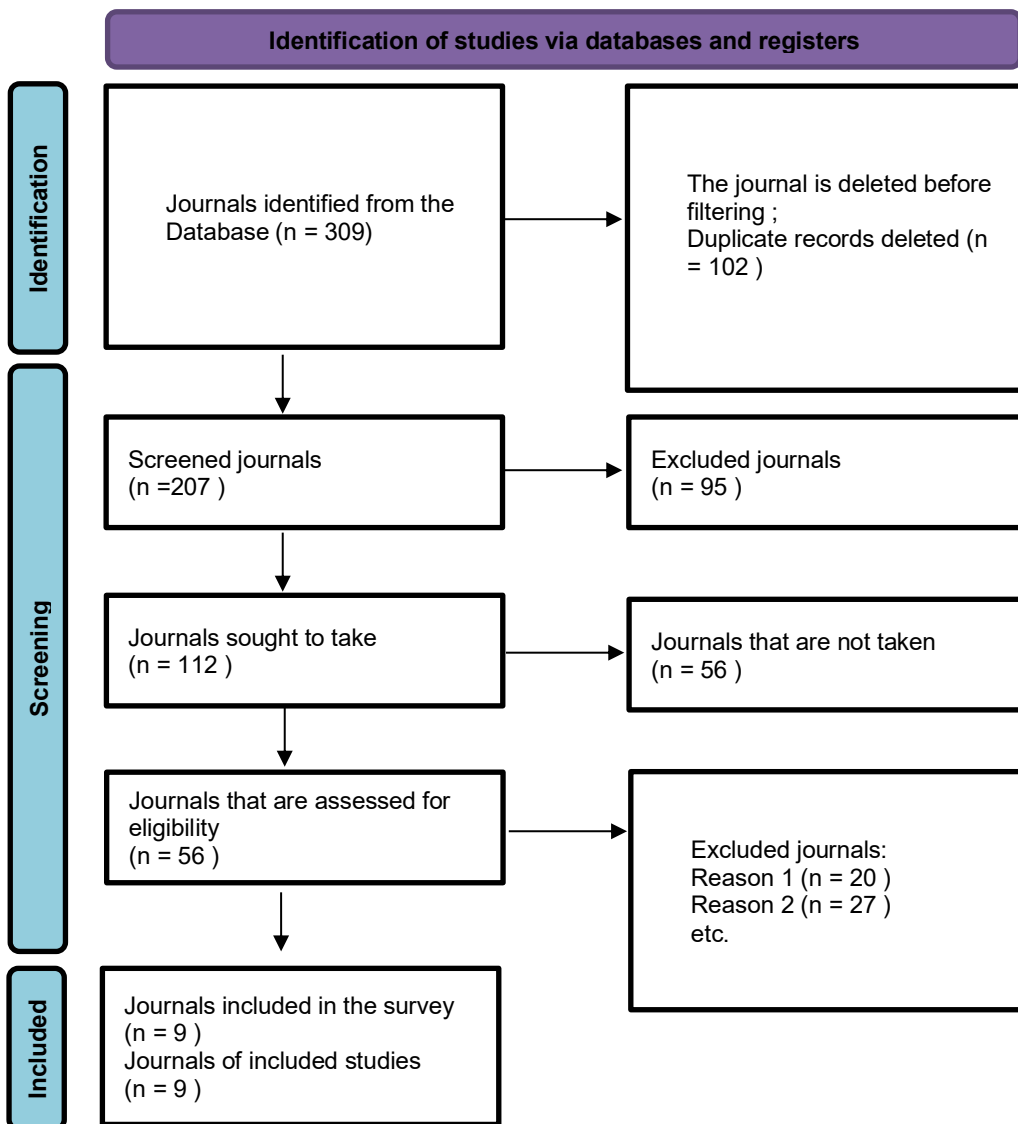 Identification of studies via databases and registers
Identification
Journals identified from the
Database (n = 309)
The journal is deleted before
filtering ;
Duplicate records deleted (n
= 102 )
Screening
Screened journals
(n =207 )
Excluded journals
(n = 95 )
Journals sought to take
(n = 112 )
Journals that are not taken
(n = 56 )
Journals that are assessed for
eligibility
(n = 56 )
Excluded journals:
Reason 1 (n = 20 )
Reason 2 (n = 27 )
etc.
Included
Journals included in the survey
(n = 9 )
Journals of included studies
(n = 9 )